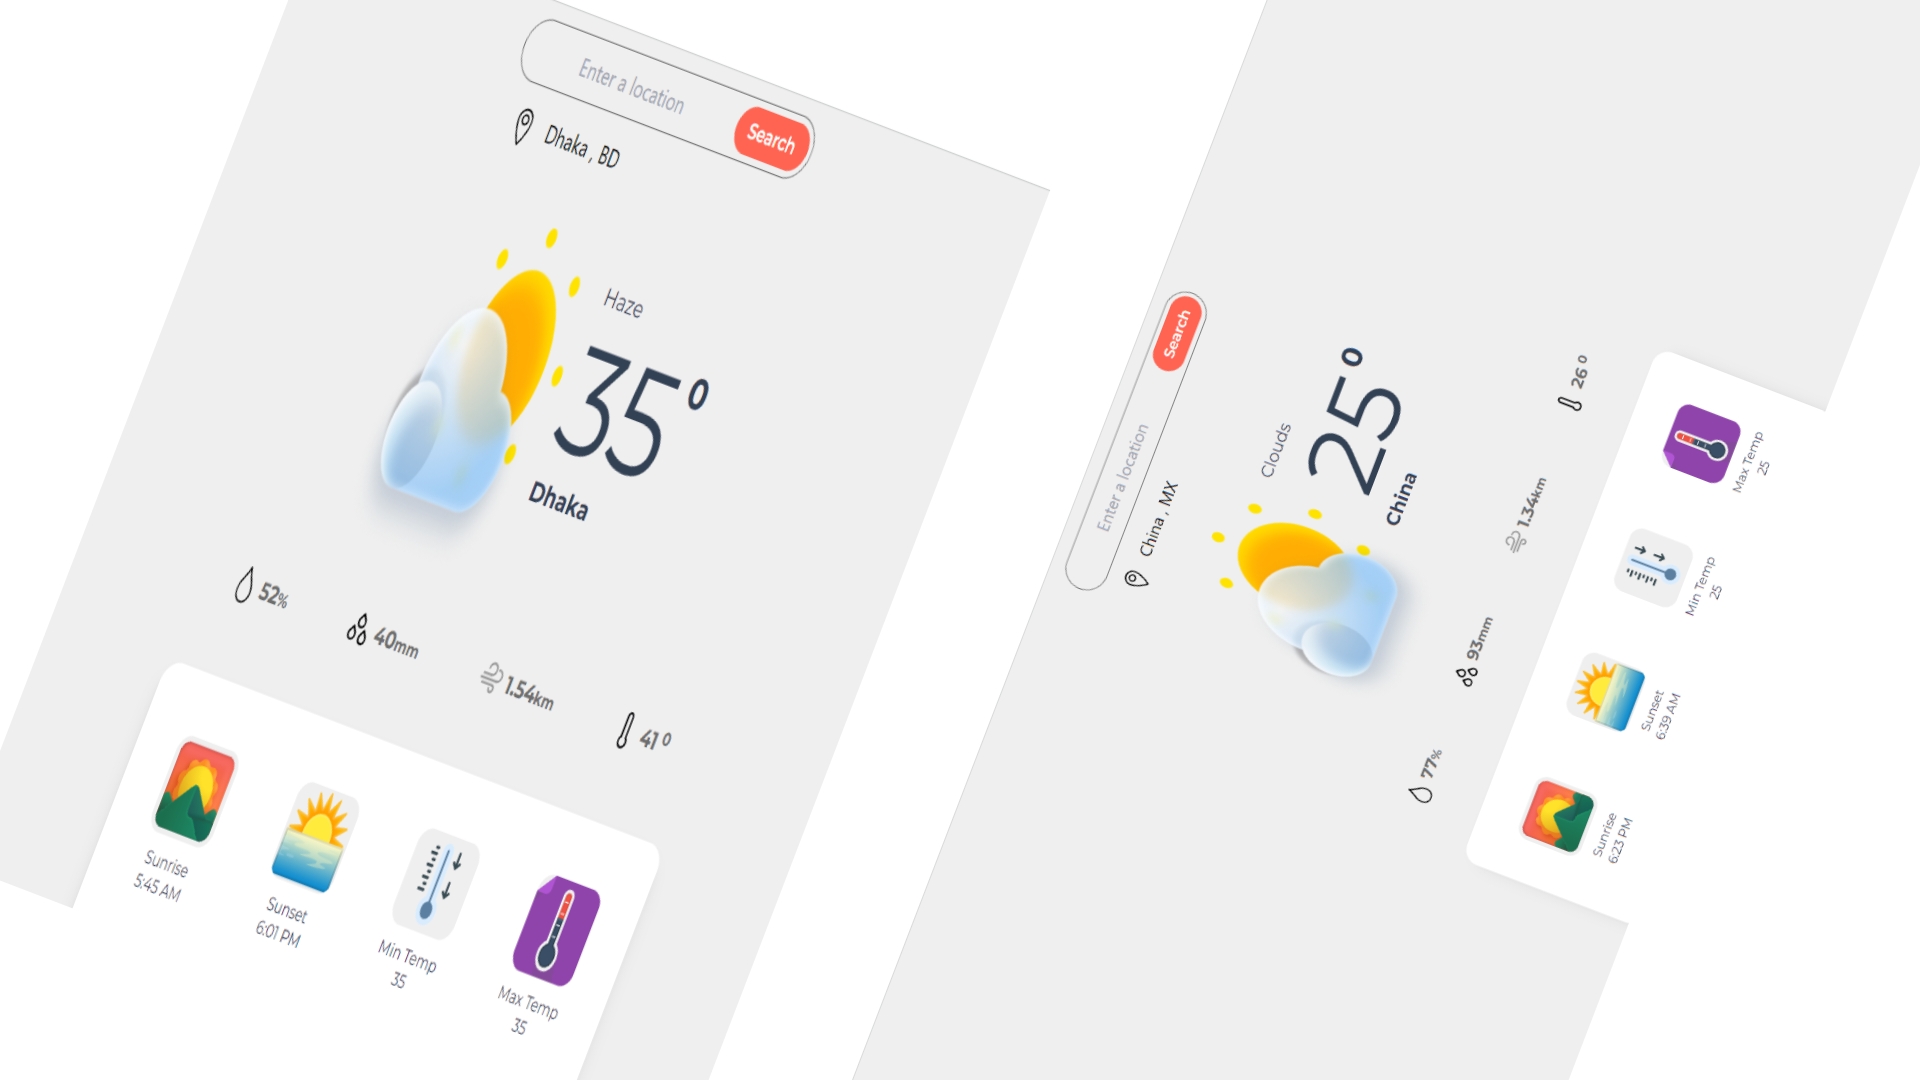 Enter a location
Search
Dhaka , BD
Haze
35°
Dhaka
52%
40mm
1.54km
41 °
Sunrise
5:45 AM
Sunset
6:01 PM
Min Temp
35
Max Temp
35
Enter a location
Search
China , MX
Clouds
25°
China
77%
93mm
1.34km
26 °
Sunrise
6:23 PM
Sunset
6:39 AM
Min Temp
25
Max Temp
25